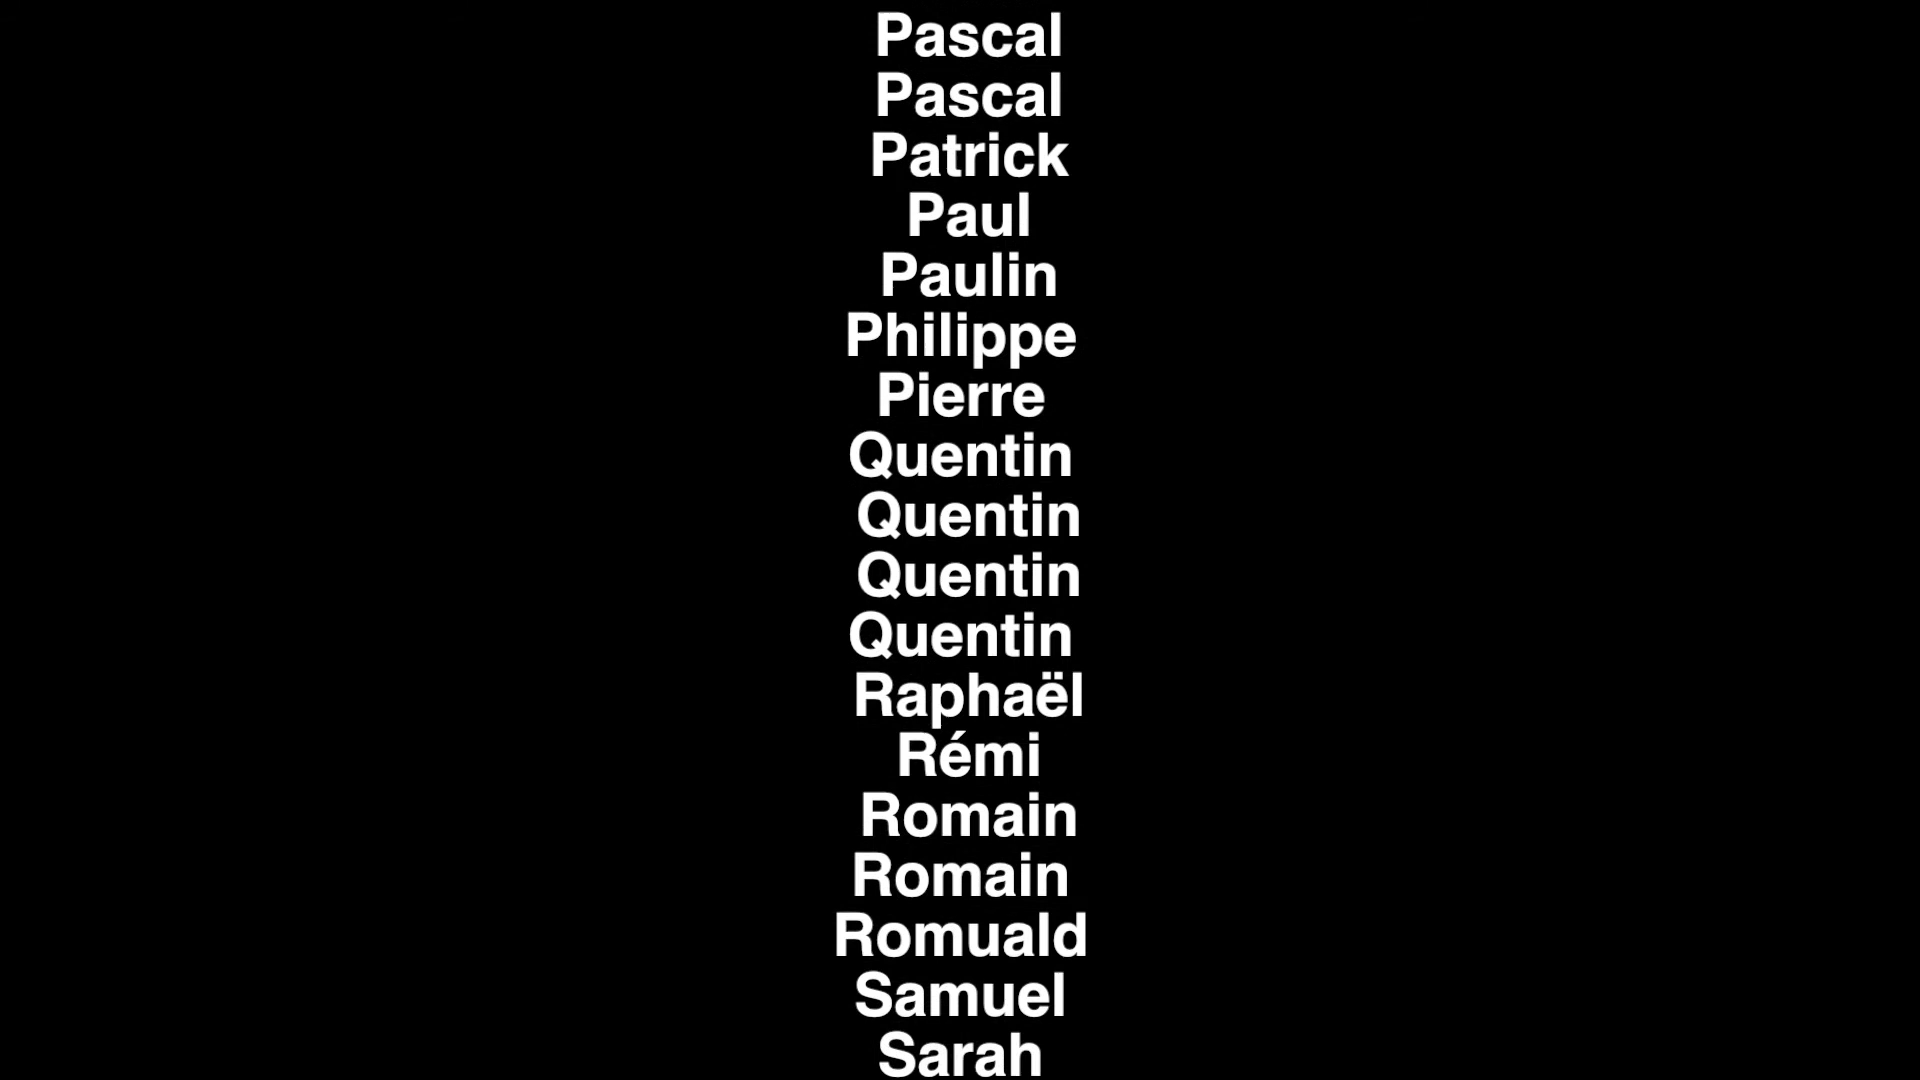 Pascal
Pascal
Patrick
Paul
Paulin
Philippe
Pierre
Quentin
Quentin
Quentin
Quentin
Raphaël
Rémi
Romain
Romain
Romuald
Samuel
Sarah